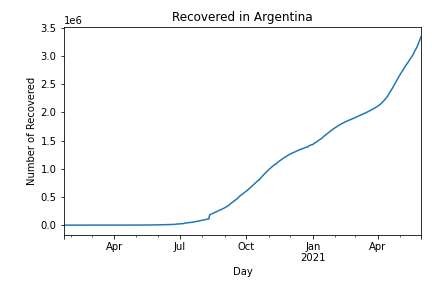 Recovered in Argentina
1e6
3.5
3.0
2.5
2.0
1.5
1.0
0.5
0.0
Number of Recovered
Apr
Jul
Oct
Jan
2021
Apr
Day